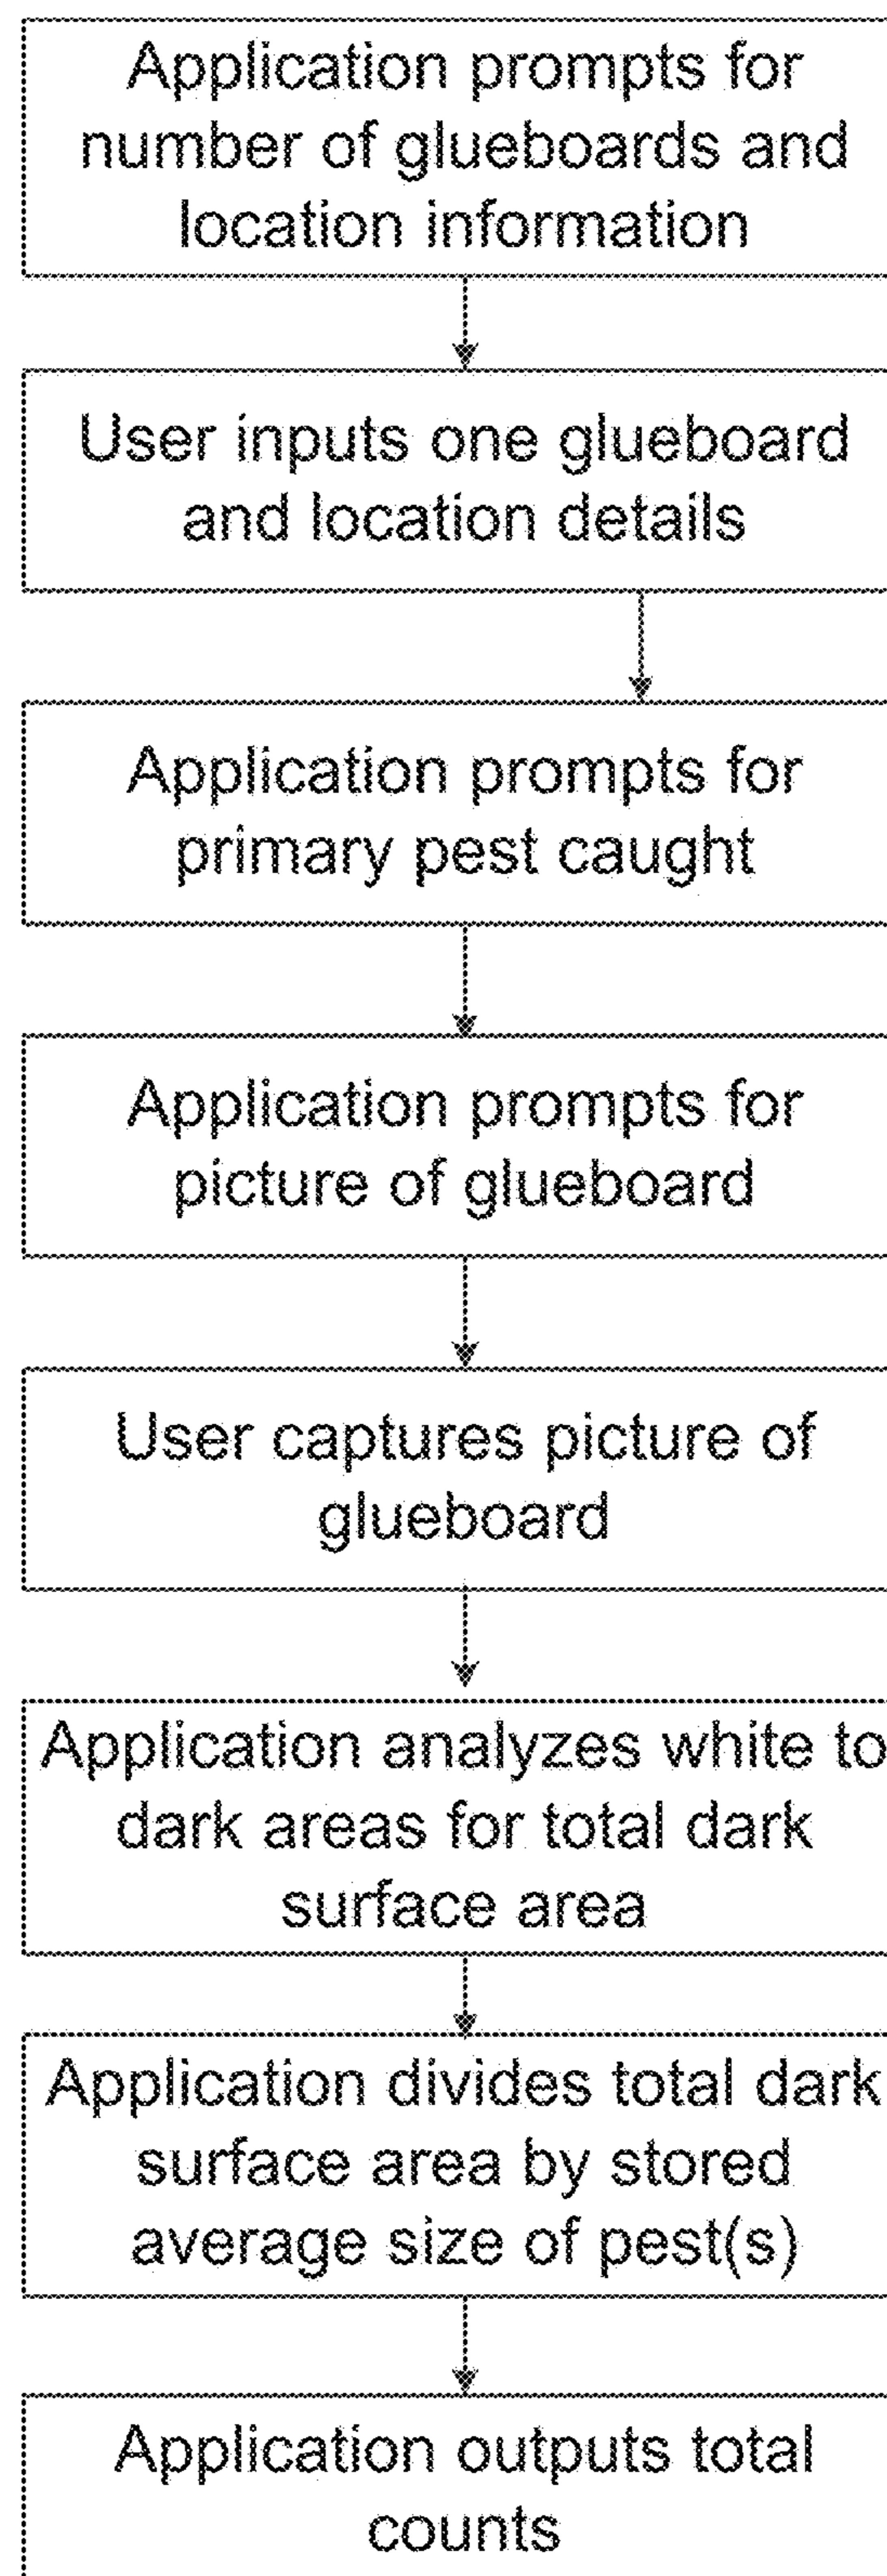 Application prompts for
number of glueboards and
location information
User inputs one glueboard
and location details
Application prompts for
primary pest caught
Application prompts for
picture of glueboard
User captures picture of
glueboard
Application analyzes white to
dark areas for total dark
surface area
Application divides total dark
surface area by stored
average size of pest(s)
Application outputs total
counts